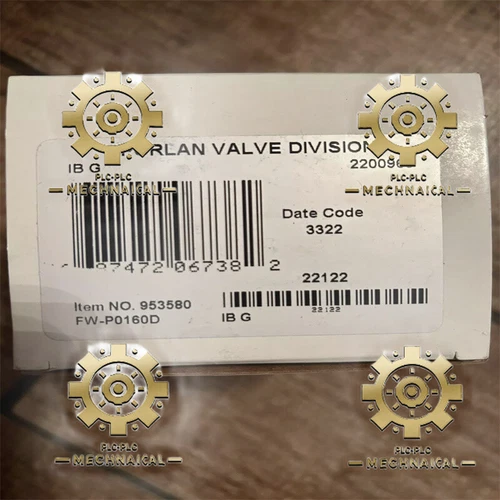 PLC·PLC
— MECHNAICAL —
PLC·PLC
— MECHNAICAL —
RLAN VALVE DIVISION
IB G
22009
Date Code
3322
87472 06738 2
22122
Item NO. 953580
22122
FW-P0160D
IB G
PLC·PLC
— MECHNAICAL —
PLC·PLC
— MECHNAICAL —